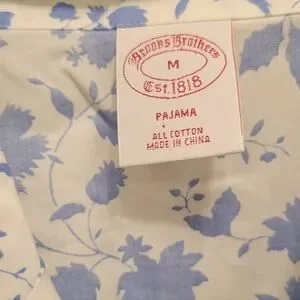 Brooks Brothers
M
Est. 1818
PAJAMA
ALL COTTON
MADE IN CHINA